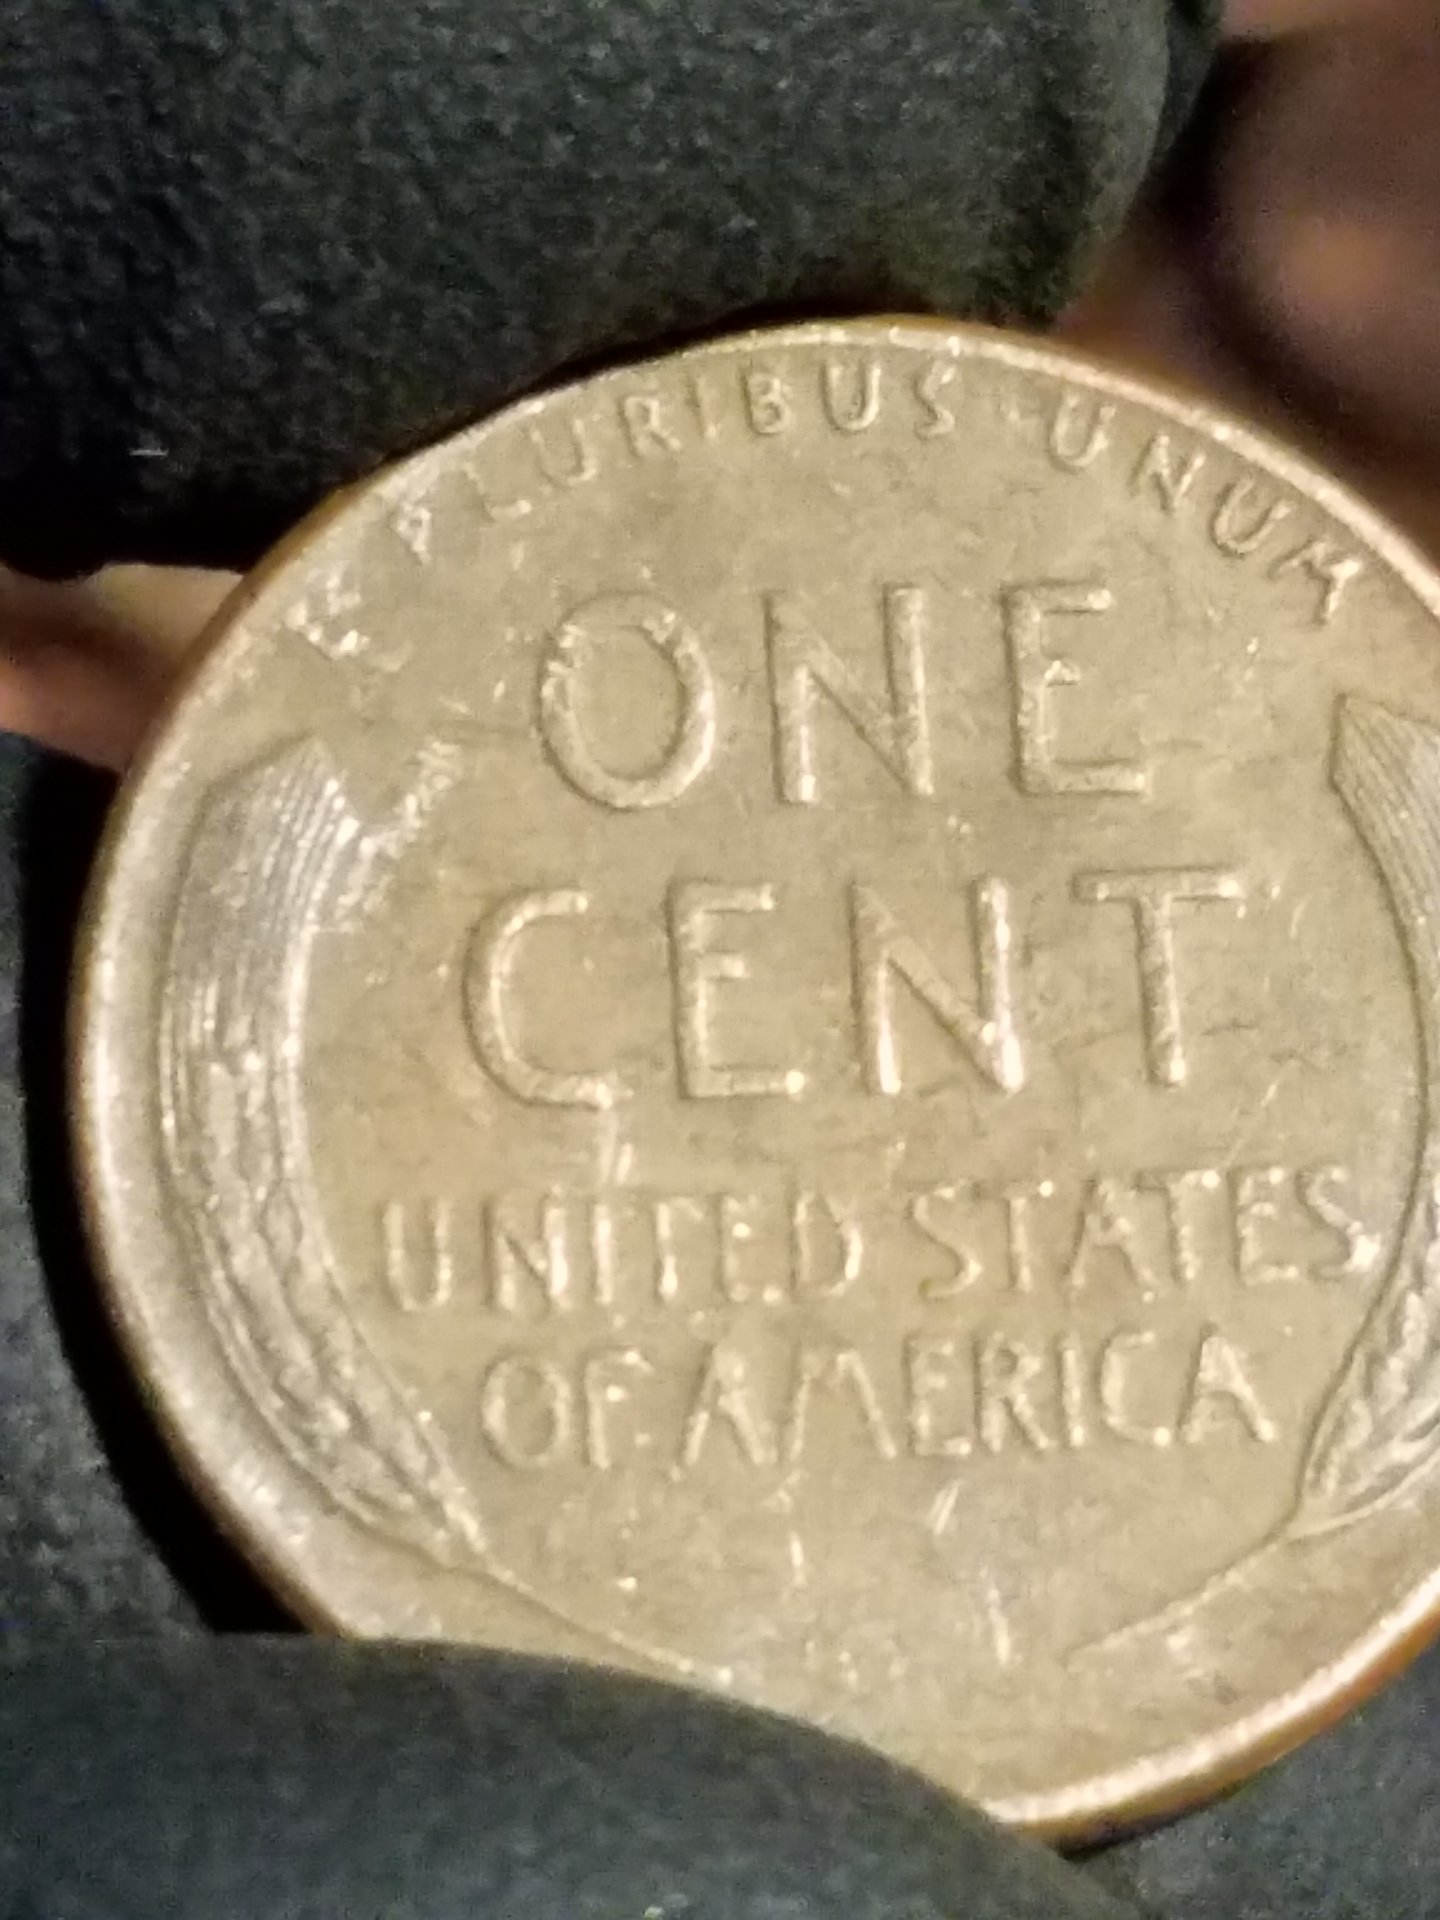 E PLURIBUS UNUM
ONE
CENT
UNITED STATES
OF AMERICA